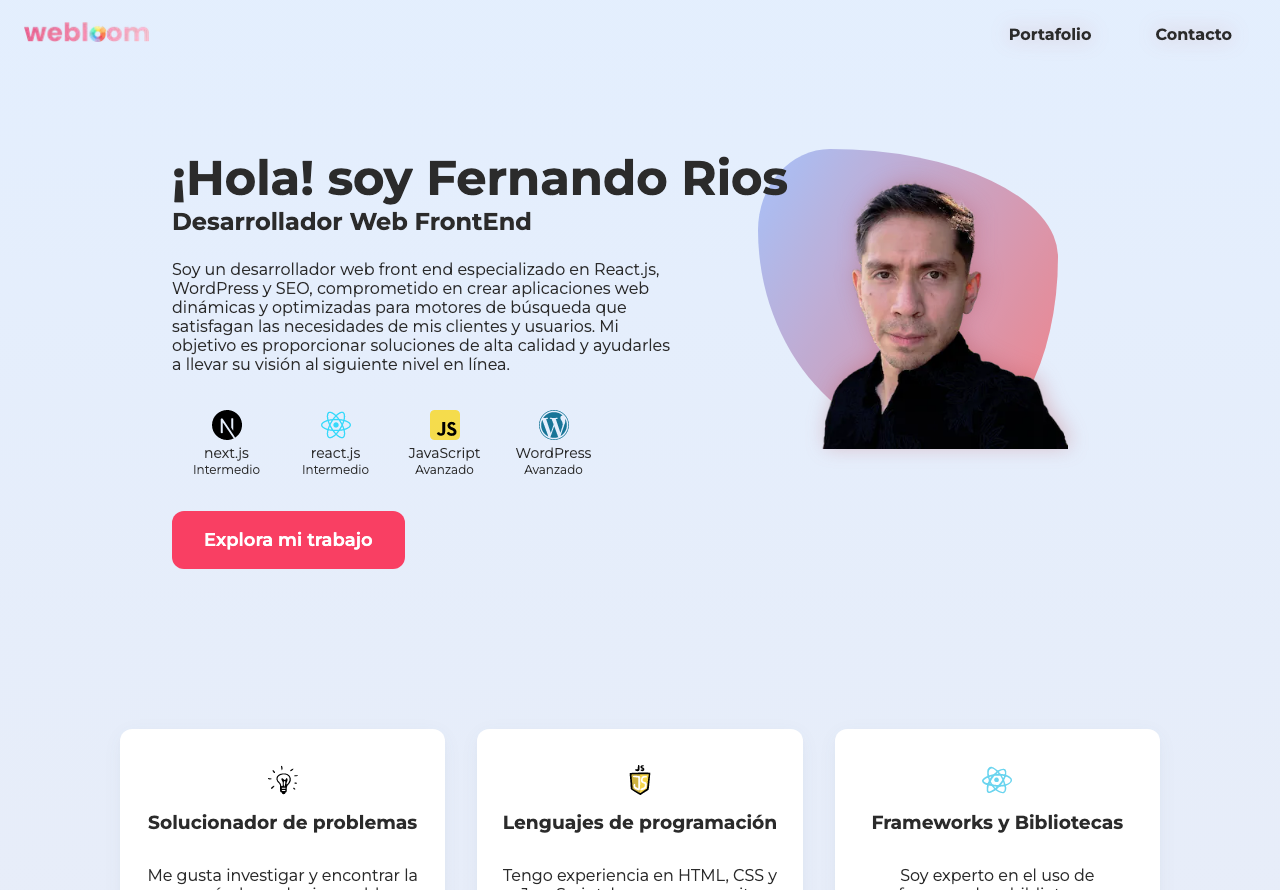 webloom
Portafolio
Contacto
¡Hola! soy Fernando Rios
Desarrollador Web FrontEnd
Soy un desarrollador web front end especializado en React.js,
WordPress y SEO, comprometido en crear aplicaciones web
dinámicas y optimizadas para motores de búsqueda que
satisfagan las necesidades de mis clientes y usuarios. Mi
objetivo es proporcionar soluciones de alta calidad y ayudarles
a llevar su visión al siguiente nivel en línea.
N
next.js
Intermedio
react.js
Intermedio
JS
JavaScript
Avanzado
W
WordPress
Avanzado
Explora mi trabajo
Solucionador de problemas
Me gusta investigar y encontrar la
JS
JS
Lenguajes de programación
Tengo experiencia en HTML, CSS y
Frameworks y Bibliotecas
Soy experto en el uso de